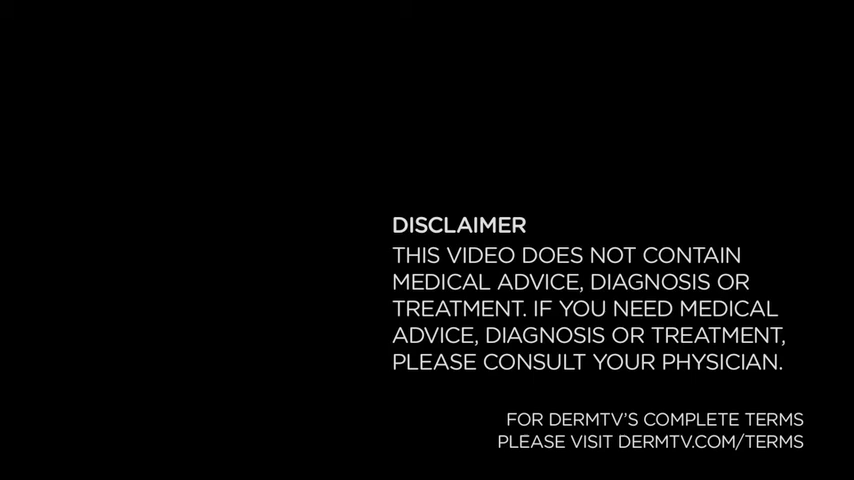 DISCLAIMER
THIS VIDEO DOES NOT CONTAIN
MEDICAL ADVICE, DIAGNOSIS OR
TREATMENT. IF YOU NEED MEDICAL
ADVICE, DIAGNOSIS OR TREATMENT,
PLEASE CONSULT YOUR PHYSICIAN.
FOR DERMTV'S COMPLETE TERMS
PLEASE VISIT DERMTV.COM/TERMS